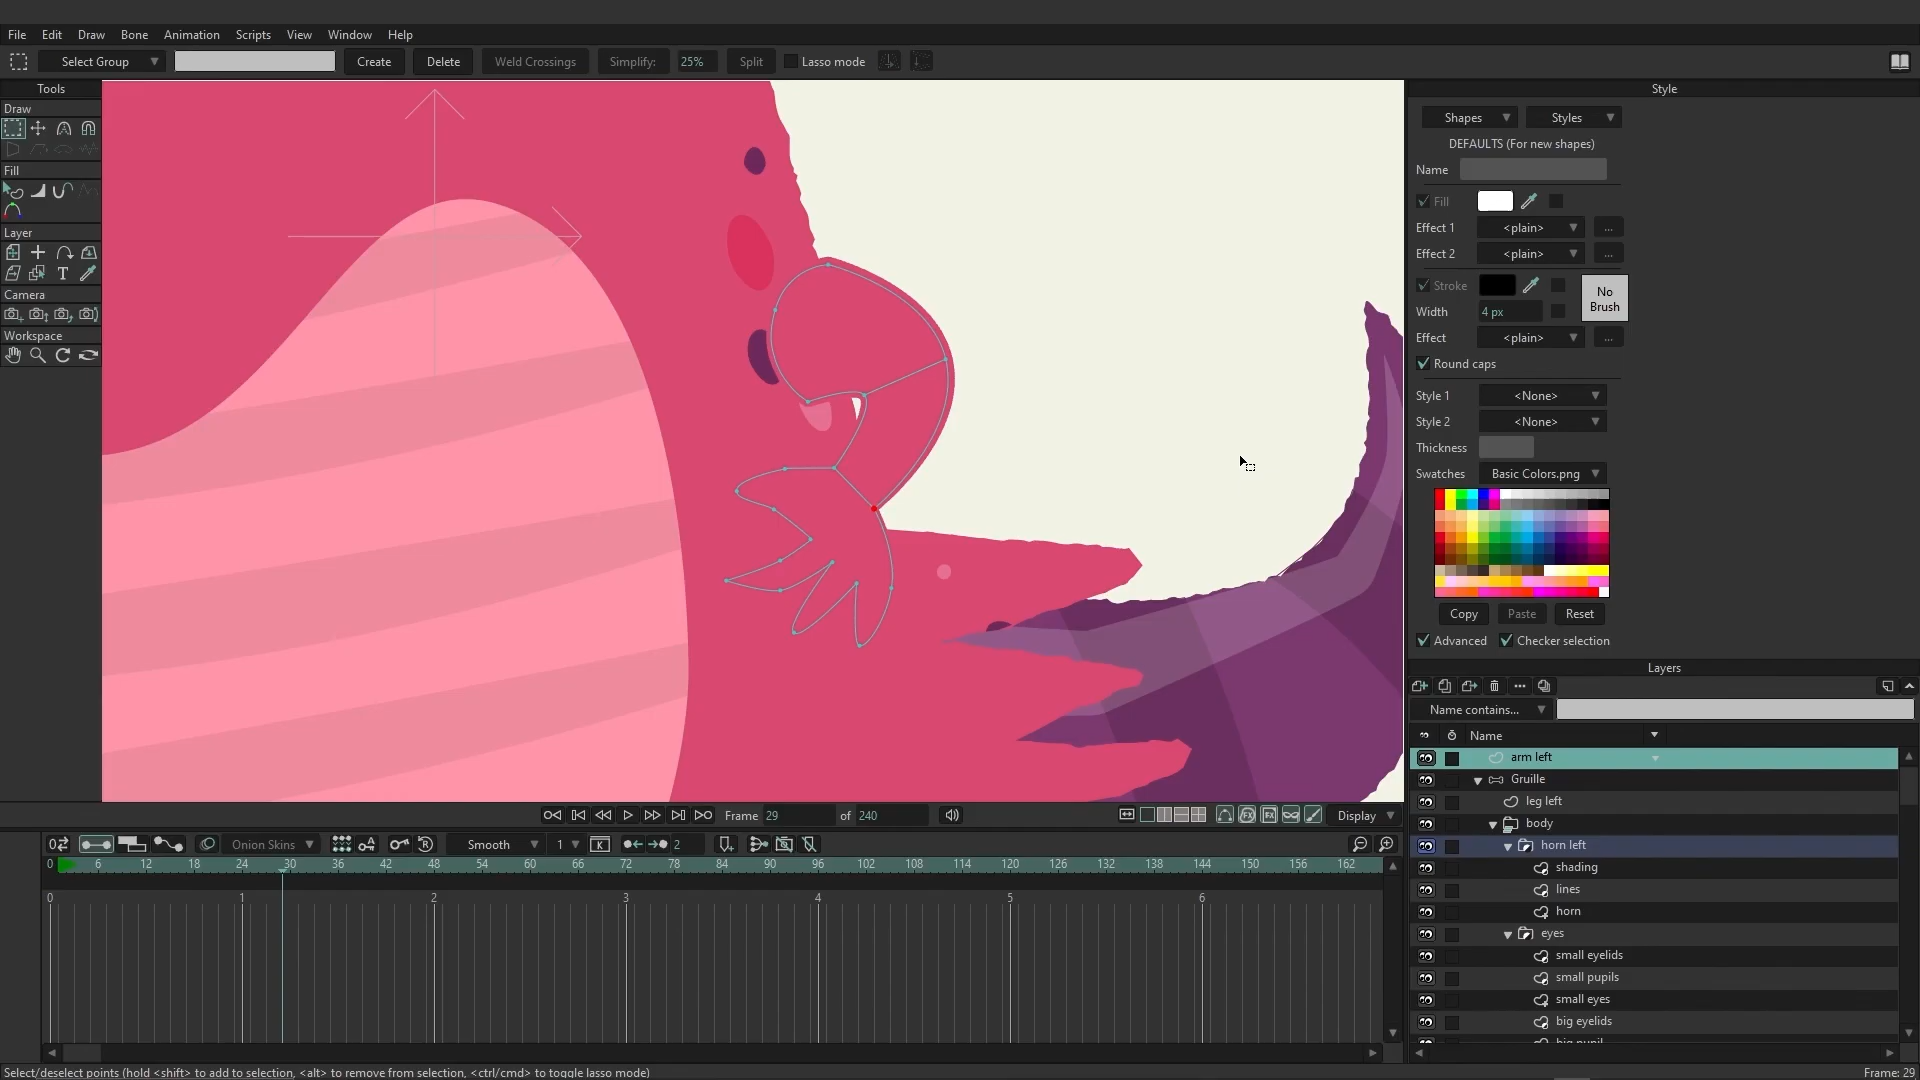 File Edit Draw Bone Animation Scripts View Window Help
Select Group Create Delete Weld Crossings Simplify: 25% Split Lasso mode
Tools
Draw
Fill
Layer
Camera
Workspace
Style
Shapes Styles
DEFAULTS (For new shapes)
Name
Fill
Effect 1 <plain> ...
Effect 2 <plain> ...
Stroke
No Brush
Width 4 px
Effect <plain> ...
Round caps
Style 1 <None>
Style 2 <None>
Thickness
Swatches Basic Colors.png
Copy Paste Reset
Advanced Checker selection
Layers
Name contains...
Name
arm left
Gruille
leg left
body
horn left
shading
lines
horn
eyes
small eyelids
small pupils
small eyes
big eyelids
big pupil
Frame 29 of 240 Display
Onion Skins Smooth 1 2
0 6 12 18 24 30 36 42 48 54 60 66 72 78 84 90 96 102 108 114 120 126 132 138 144 150 156 162
0 1 2 3 4 5 6
Select/deselect points (hold <shift> to add to selection, <alt> to remove from selection, <ctrl/cmd> to toggle lasso mode) Frame: 29